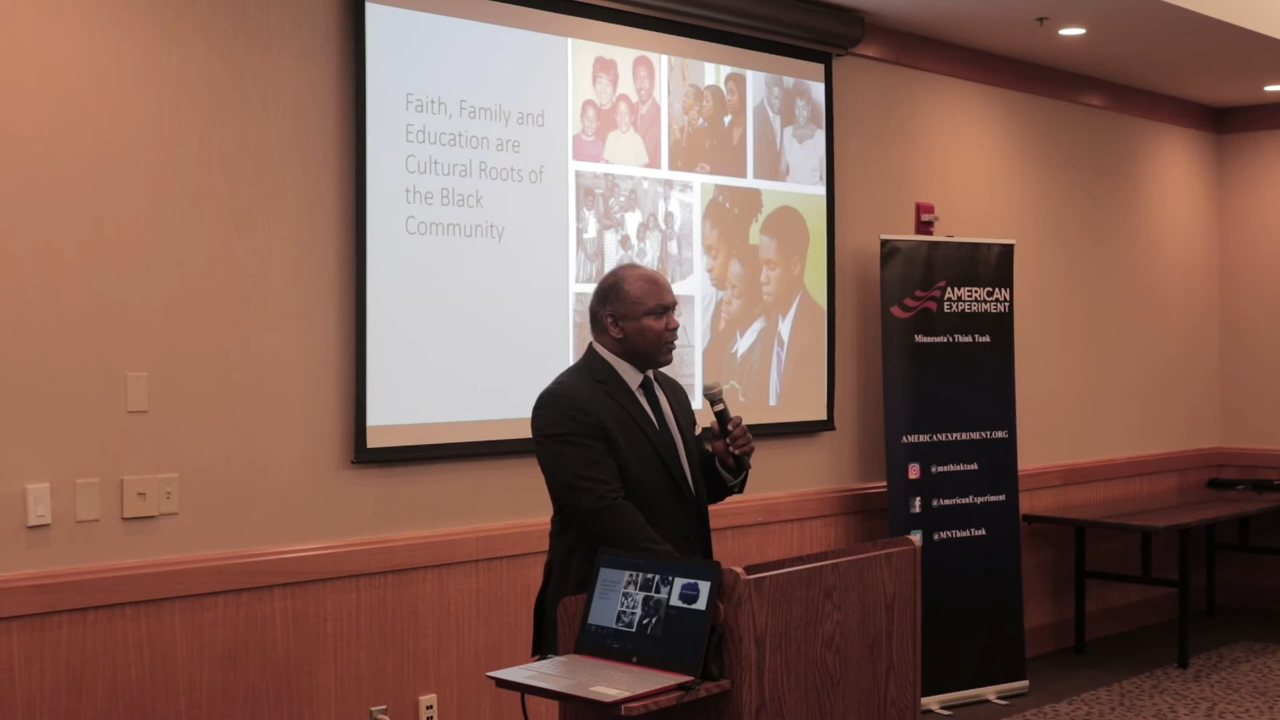 Faith, Family and
Education are
Cultural Roots of
the Black
Community
AMERICAN
EXPERIMENT
Minnesota's Think Tank
AMERICANEXPERIMENT.ORG
@mnthinktank
@AmericanExperiment
@MNThinkTank